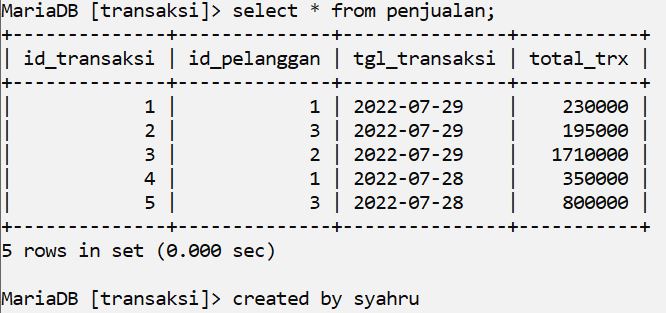 MariaDB [transaksi]> select * from penjualan;
+--------------+--------------+---------------+-----------+
| id_transaksi | id_pelanggan | tgl_transaksi | total_trx |
+--------------+--------------+---------------+-----------+
|            1 |            1 | 2022-07-29    |    230000 |
|            2 |            3 | 2022-07-29    |    195000 |
|            3 |            2 | 2022-07-29    |   1710000 |
|            4 |            1 | 2022-07-28    |    350000 |
|            5 |            3 | 2022-07-28    |    800000 |
+--------------+--------------+---------------+-----------+
5 rows in set (0.000 sec)

MariaDB [transaksi]> created by syahru